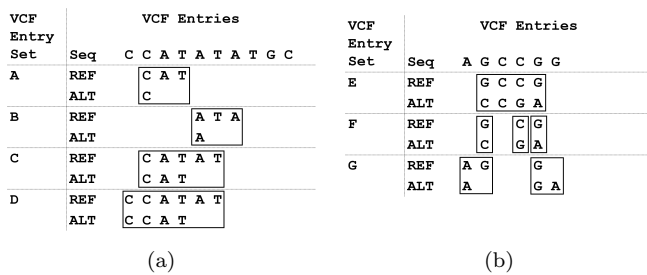 VCF Entry Set VCF Entries
Seq C C A T A T A T G C
A REF C A T
ALT C
B REF A T A
ALT A
C REF C A T A T
ALT C A T
D REF C C A T A T
ALT C C A T
(a)
VCF Entry Set VCF Entries
Seq A G C C G G
E REF G C C G
ALT C C G A
F REF G C G
ALT C G A
G REF A G G
ALT A G A
(b)